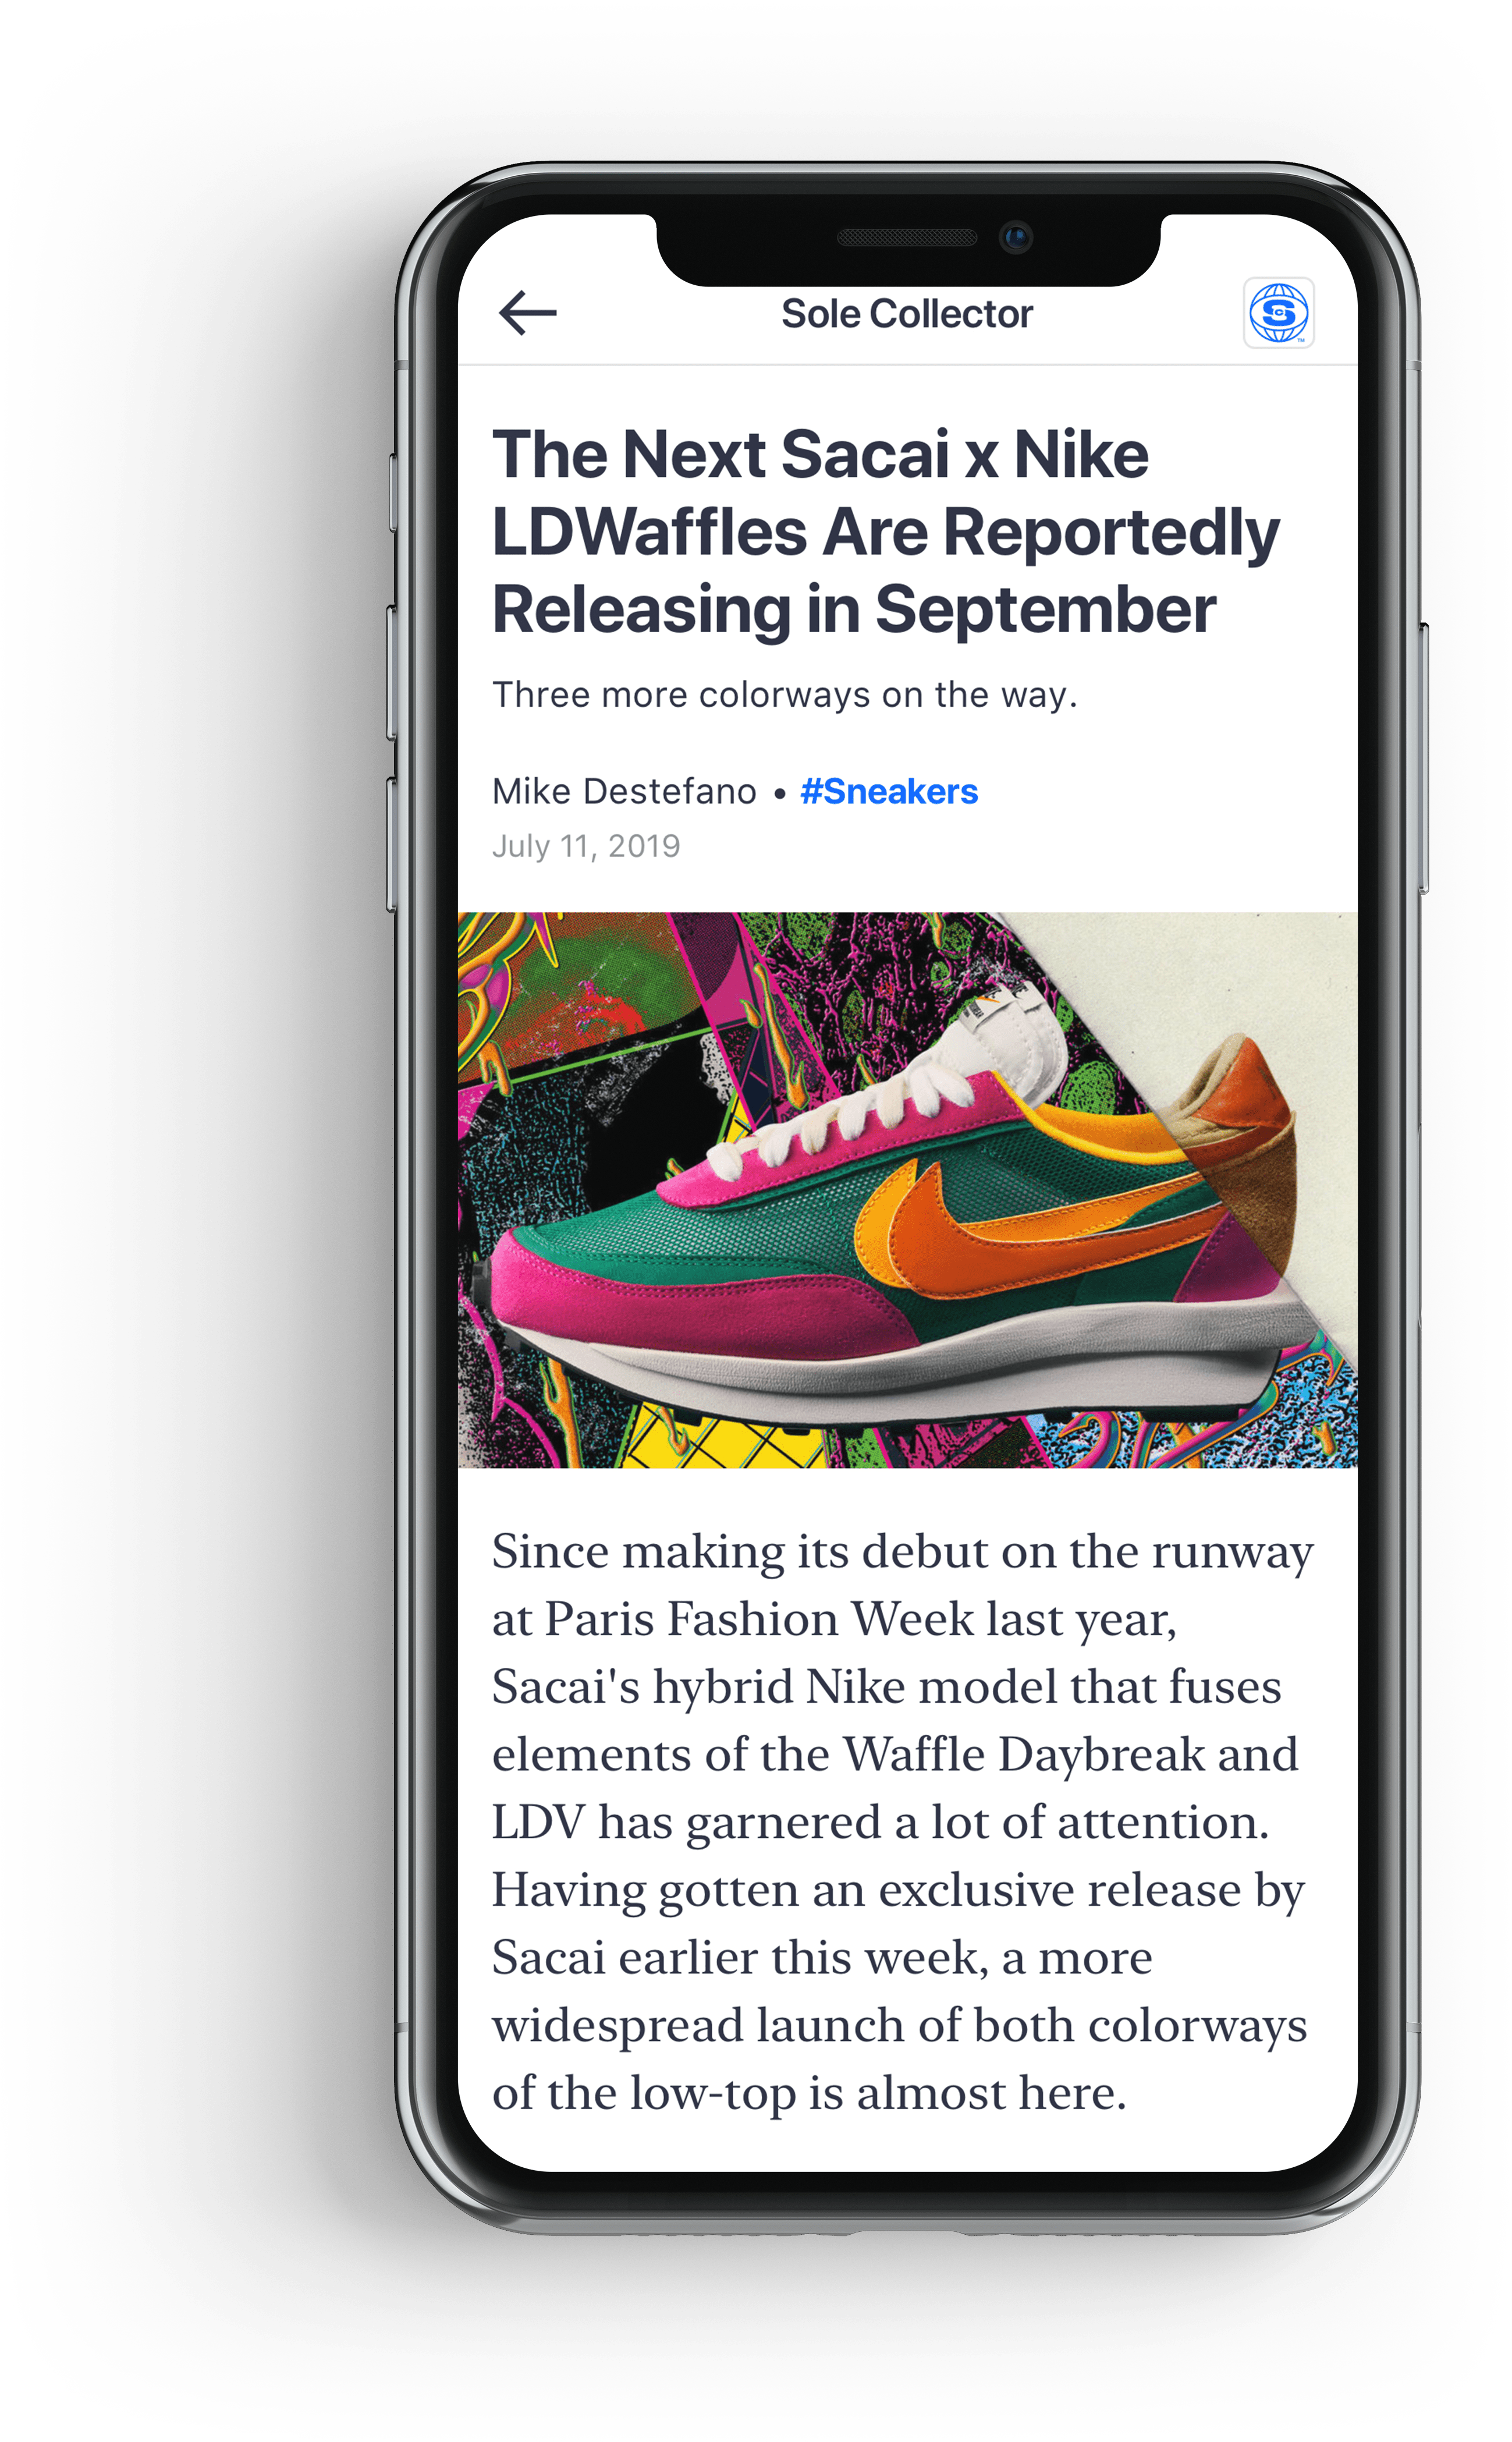 Sole Collector
S
C
TM
The Next Sacai x Nike
LDWaffles Are Reportedly
Releasing in September
Three more colorways on the way.
Mike Destefano • #Sneakers
July 11, 2019
Since making its debut on the runway
at Paris Fashion Week last year,
Sacai's hybrid Nike model that fuses
elements of the Waffle Daybreak and
LDV has garnered a lot of attention.
Having gotten an exclusive release by
Sacai earlier this week, a more
widespread launch of both colorways
of the low-top is almost here.